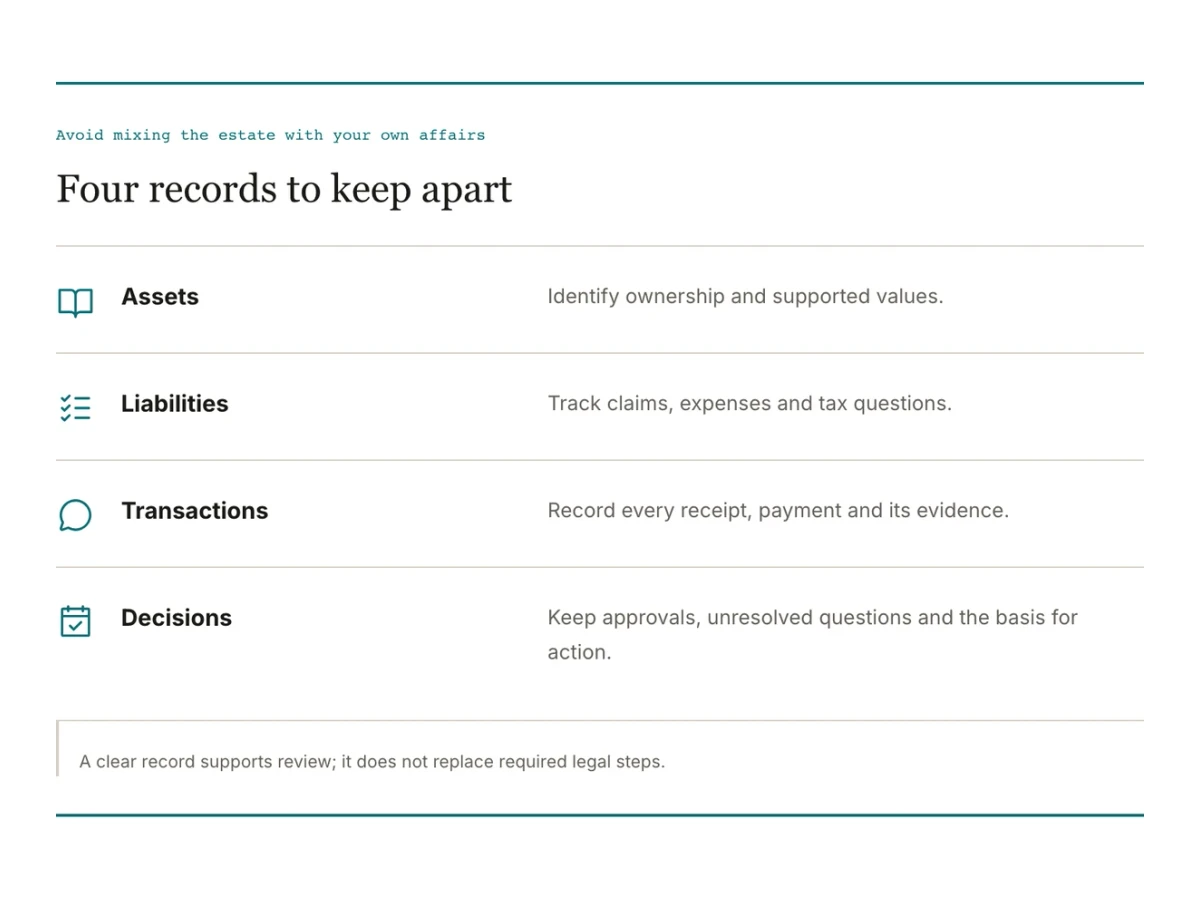 Avoid mixing the estate with your own affairs
Four records to keep apart
Assets
Identify ownership and supported values.
Liabilities
Track claims, expenses and tax questions.
Transactions
Record every receipt, payment and its evidence.
Decisions
Keep approvals, unresolved questions and the basis for
action.
A clear record supports review; it does not replace required legal steps.